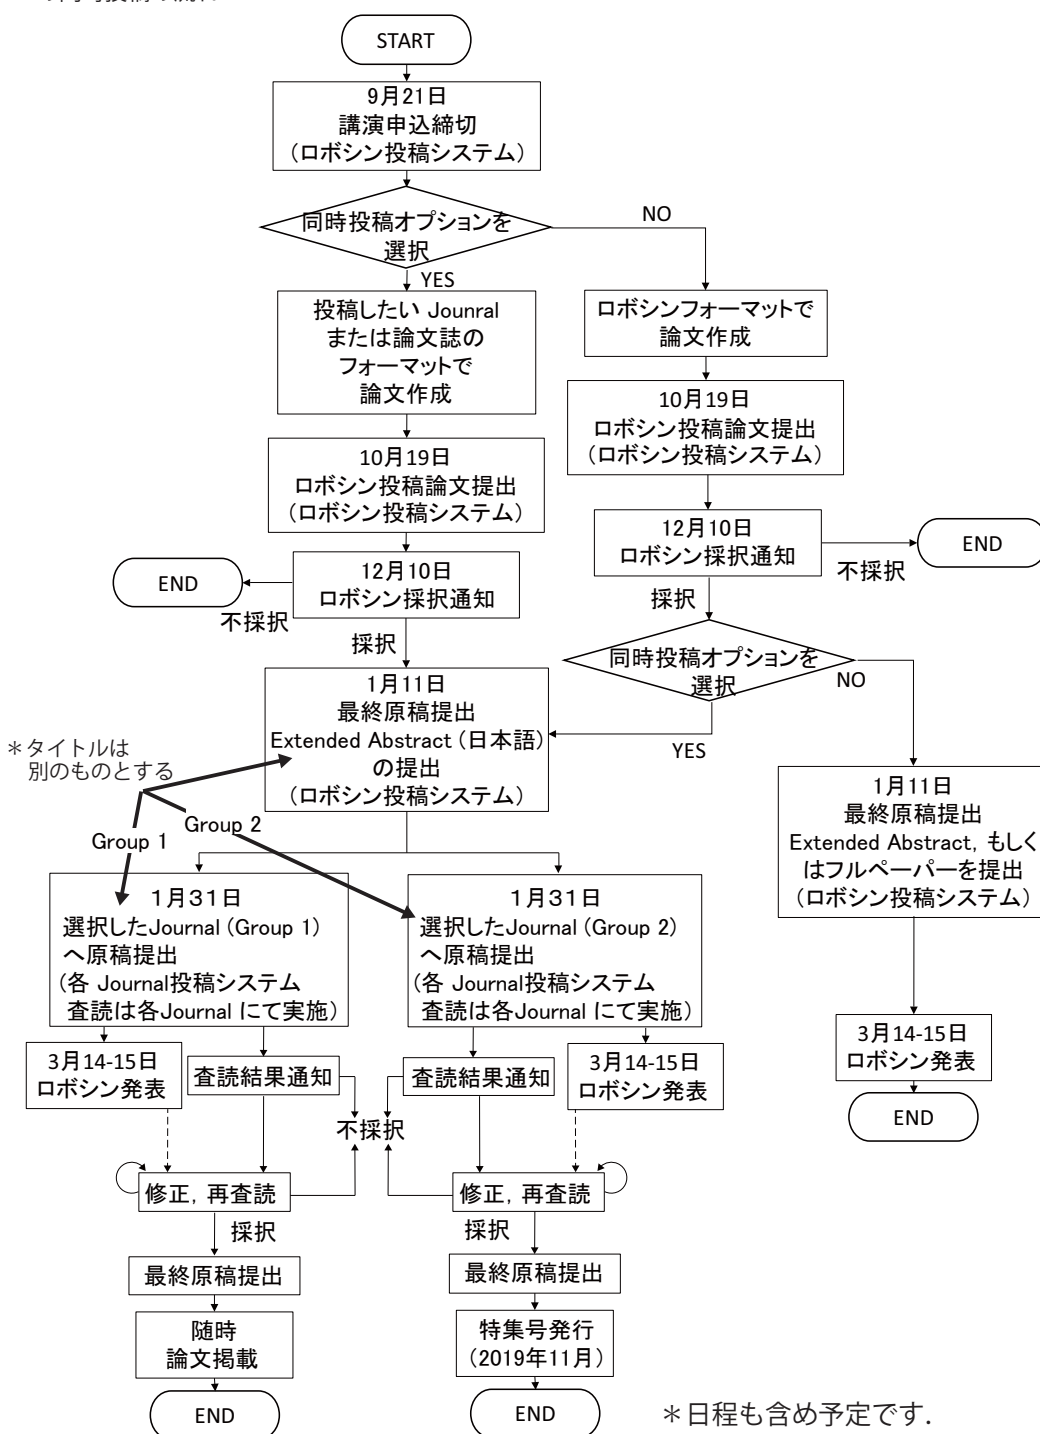 START
9月21日
講演申込締切
（ロボシン投稿システム）
同時投稿オプションを
選択
NO
YES
投稿したい Jounral
または論文誌の
フォーマットで
論文作成
ロボシンフォーマットで
論文作成
10月19日
ロボシン投稿論文提出
（ロボシン投稿システム）
10月19日
ロボシン投稿論文提出
（ロボシン投稿システム）
12月10日
ロボシン採択通知
不採択
END
採択
12月10日
ロボシン採択通知
不採択
END
採択
同時投稿オプションを
選択
NO
YES
1月11日
最終原稿提出
Extended Abstract（日本語）
の提出
（ロボシン投稿システム）
＊タイトルは
別のものとする
Group 1
Group 2
1月11日
最終原稿提出
Extended Abstract，もしく
はフルペーパーを提出
（ロボシン投稿システム）
1月31日
選択したJournal（Group 1）
へ原稿提出
（各 Journal投稿システム
査読は各Journal にて実施）
1月31日
選択したJournal（Group 2）
へ原稿提出
（各 Journal投稿システム
査読は各Journal にて実施）
3月14-15日
ロボシン発表
査読結果通知
不採択
査読結果通知
3月14-15日
ロボシン発表
3月14-15日
ロボシン発表
END
修正，再査読
採択
最終原稿提出
随時
論文掲載
END
修正，再査読
採択
最終原稿提出
特集号発行
（2019年11月）
END
＊日程も含め予定です．